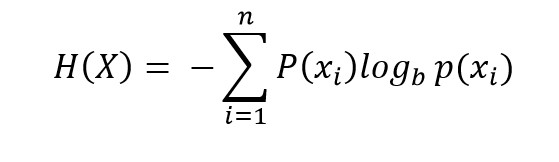 H(X) = − ∑_{i=1}^{n} P(x_i)log_b p(x_i)